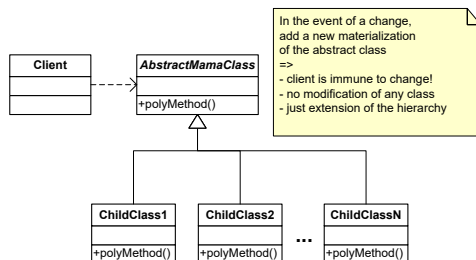 In the event of a change,
add a new materialization
of the abstract class
=>
- client is immune to change!
- no modification of any class
- just extension of the hierarchy
Client
AbstractMamaClass
+polyMethod()
ChildClass1
ChildClass2
ChildClassN
...
+polyMethod()
+polyMethod()
+polyMethod()